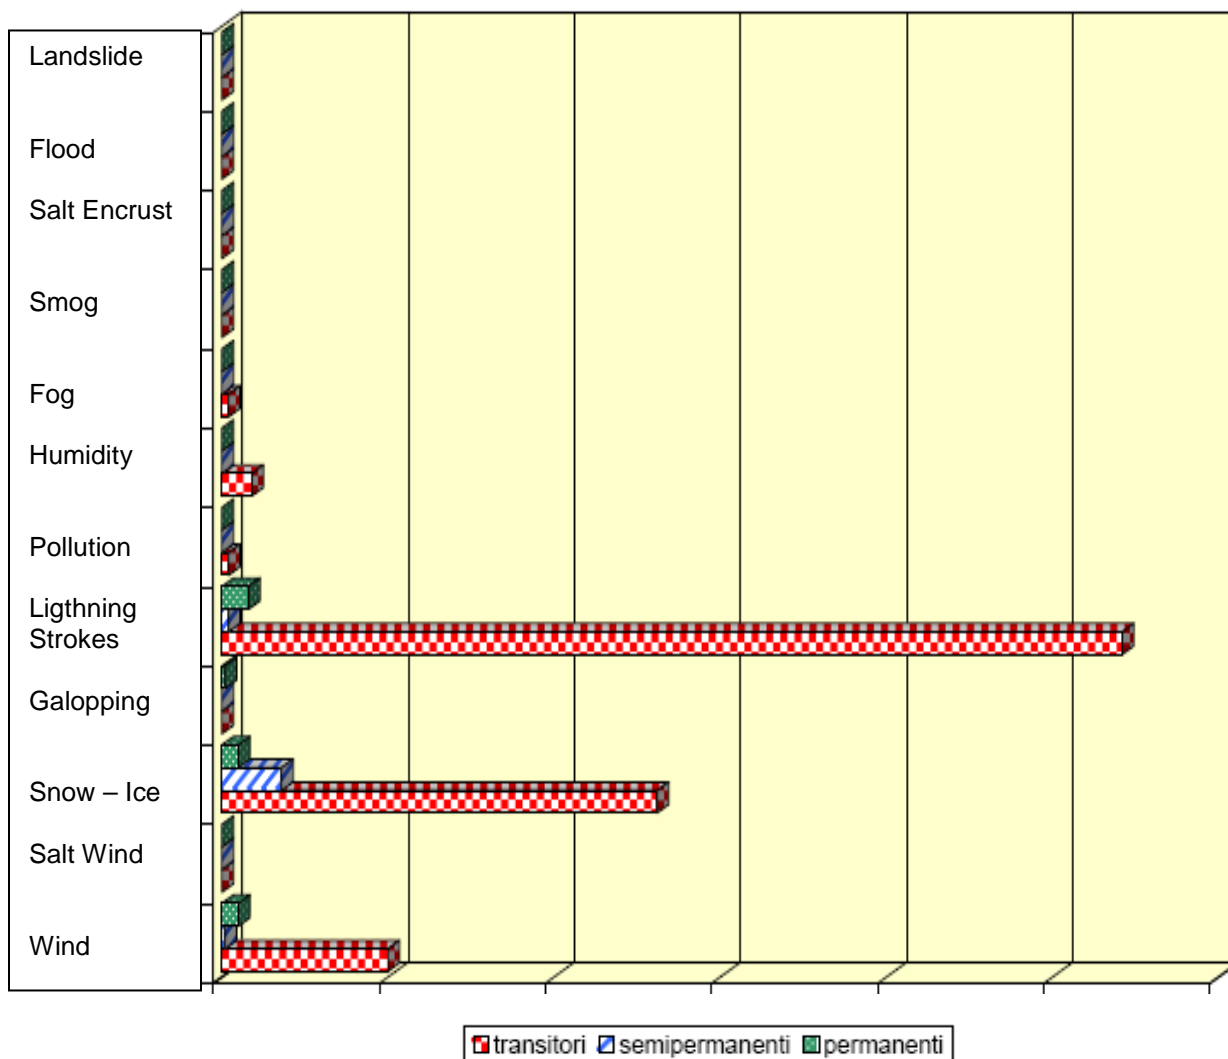 Landslide
Flood
Salt Encrust
Smog
Fog
Humidity
Pollution
Ligthning
Strokes
Galopping
Snow – Ice
Salt Wind
Wind
transitori semipermanenti permanenti